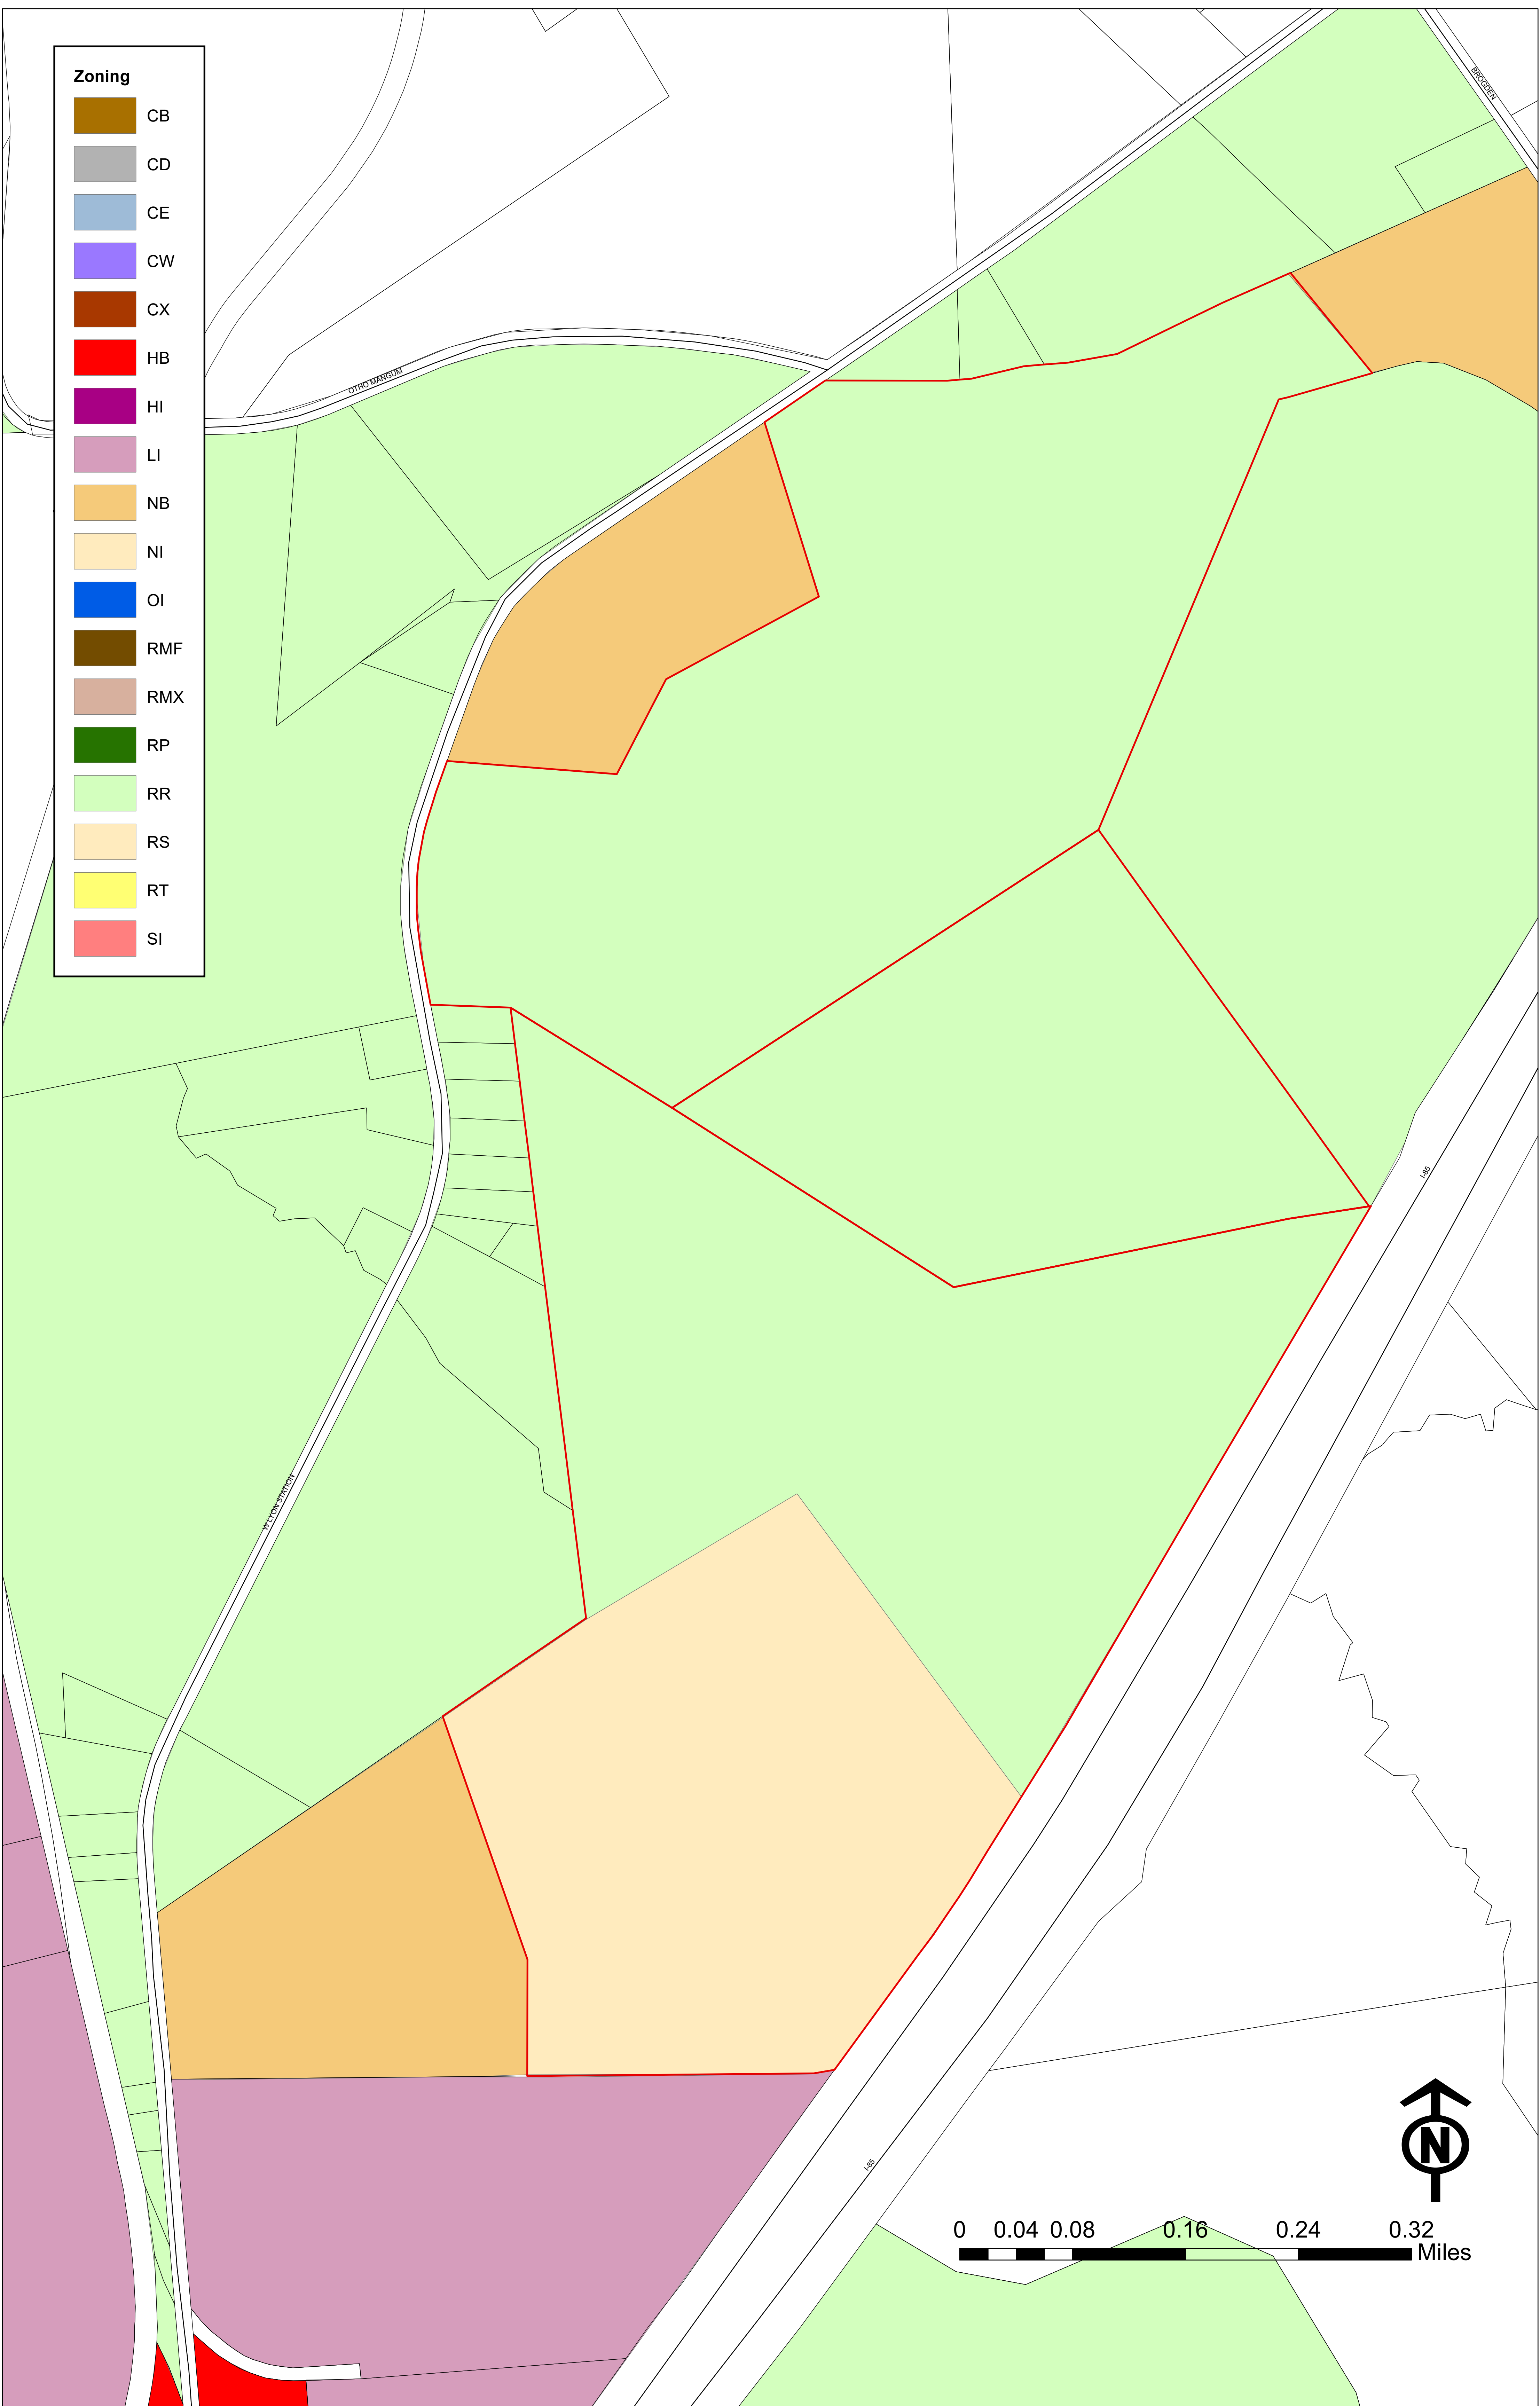 Zoning
CB
CD
CE
CW
CX
HB
HI
LI
NB
NI
OI
RMF
RMX
RP
RR
RS
RT
SI
BROGDEN
OTHO MANGUM
I-85
W LYON STATION
I-85
N
0 0.04 0.08 0.16 0.24 0.32
Miles